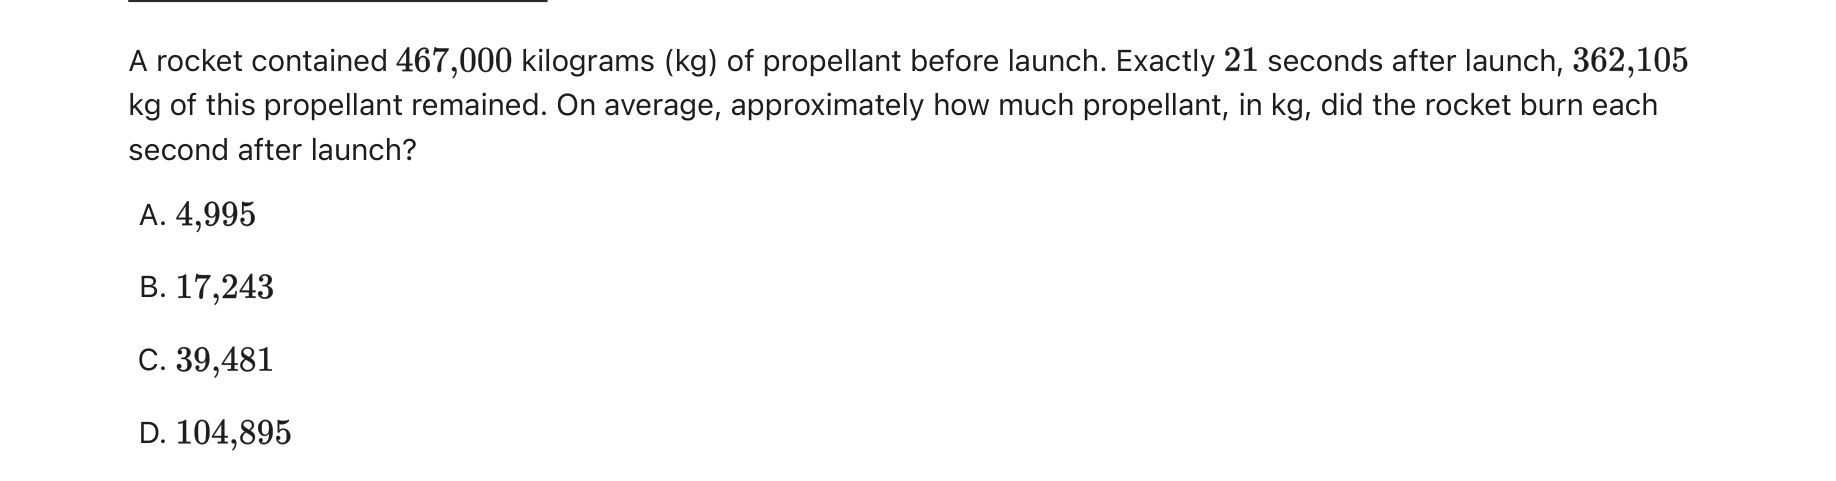 A rocket contained 467,000 kilograms (kg) of propellant before launch. Exactly 21 seconds after launch, 362,105
kg of this propellant remained. On average, approximately how much propellant, in kg, did the rocket burn each
second after launch?
A. 4,995
B. 17,243
C. 39,481
D. 104,895